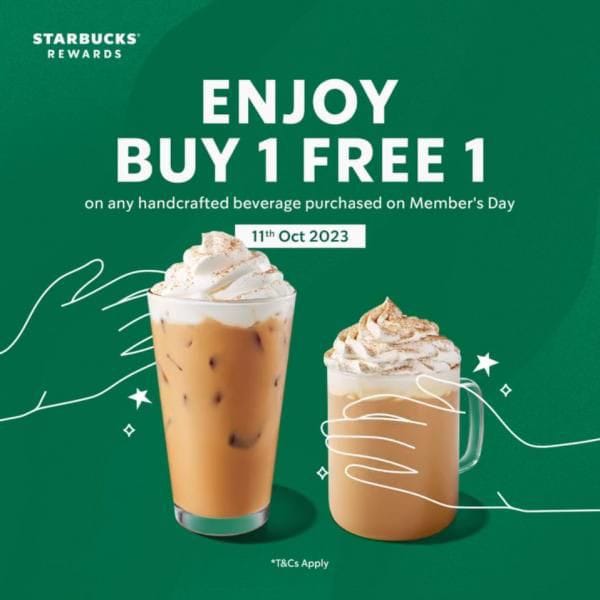 STARBUCKS®
REWARDS
ENJOY
BUY 1 FREE 1
on any handcrafted beverage purchased on Member's Day
11th Oct 2023
*T&Cs Apply